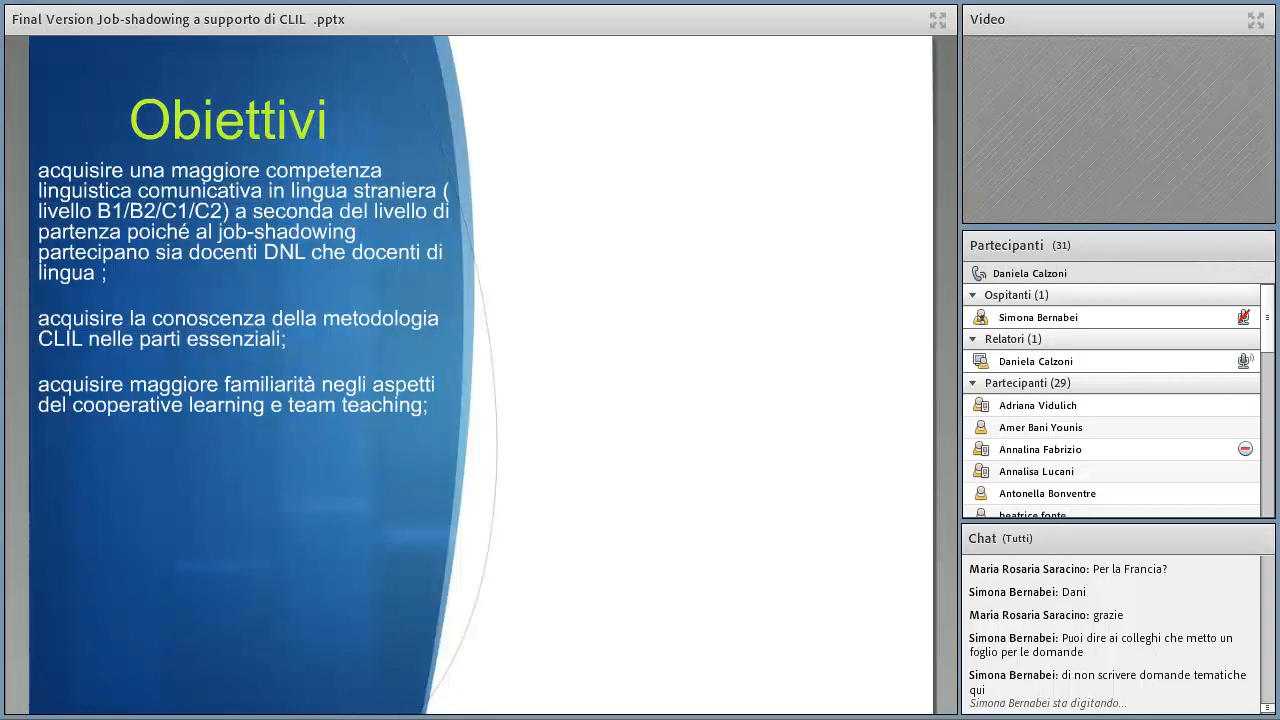 Final Version Job-shadowing a supporto di CLIL .pptx
Obiettivi
acquisire una maggiore competenza
linguistica comunicativa in lingua straniera (
livello B1/B2/C1/C2) a seconda del livello di
partenza poiché al job-shadowing
partecipano sia docenti DNL che docenti di
lingua ;
acquisire la conoscenza della metodologia
CLIL nelle parti essenziali;
acquisire maggiore familiarità negli aspetti
del cooperative learning e team teaching;
Video
Partecipanti (31)
Daniela Calzoni
Ospitanti (1)
Simona Bernabei
Relatori (1)
Daniela Calzoni
Partecipanti (29)
Adriana Vidulich
Amer Bani Younis
Annalina Fabrizio
Annalisa Lucani
Antonella Bonventre
beatrice fonte
Chat (Tutti)
Maria Rosaria Saracino: Per la Francia?
Simona Bernabei: Dani
Maria Rosaria Saracino: grazie
Simona Bernabei: Puoi dire ai colleghi che metto un
foglio per le domande
Simona Bernabei: di non scrivere domande tematiche
qui
Simona Bernabei sta digitando...